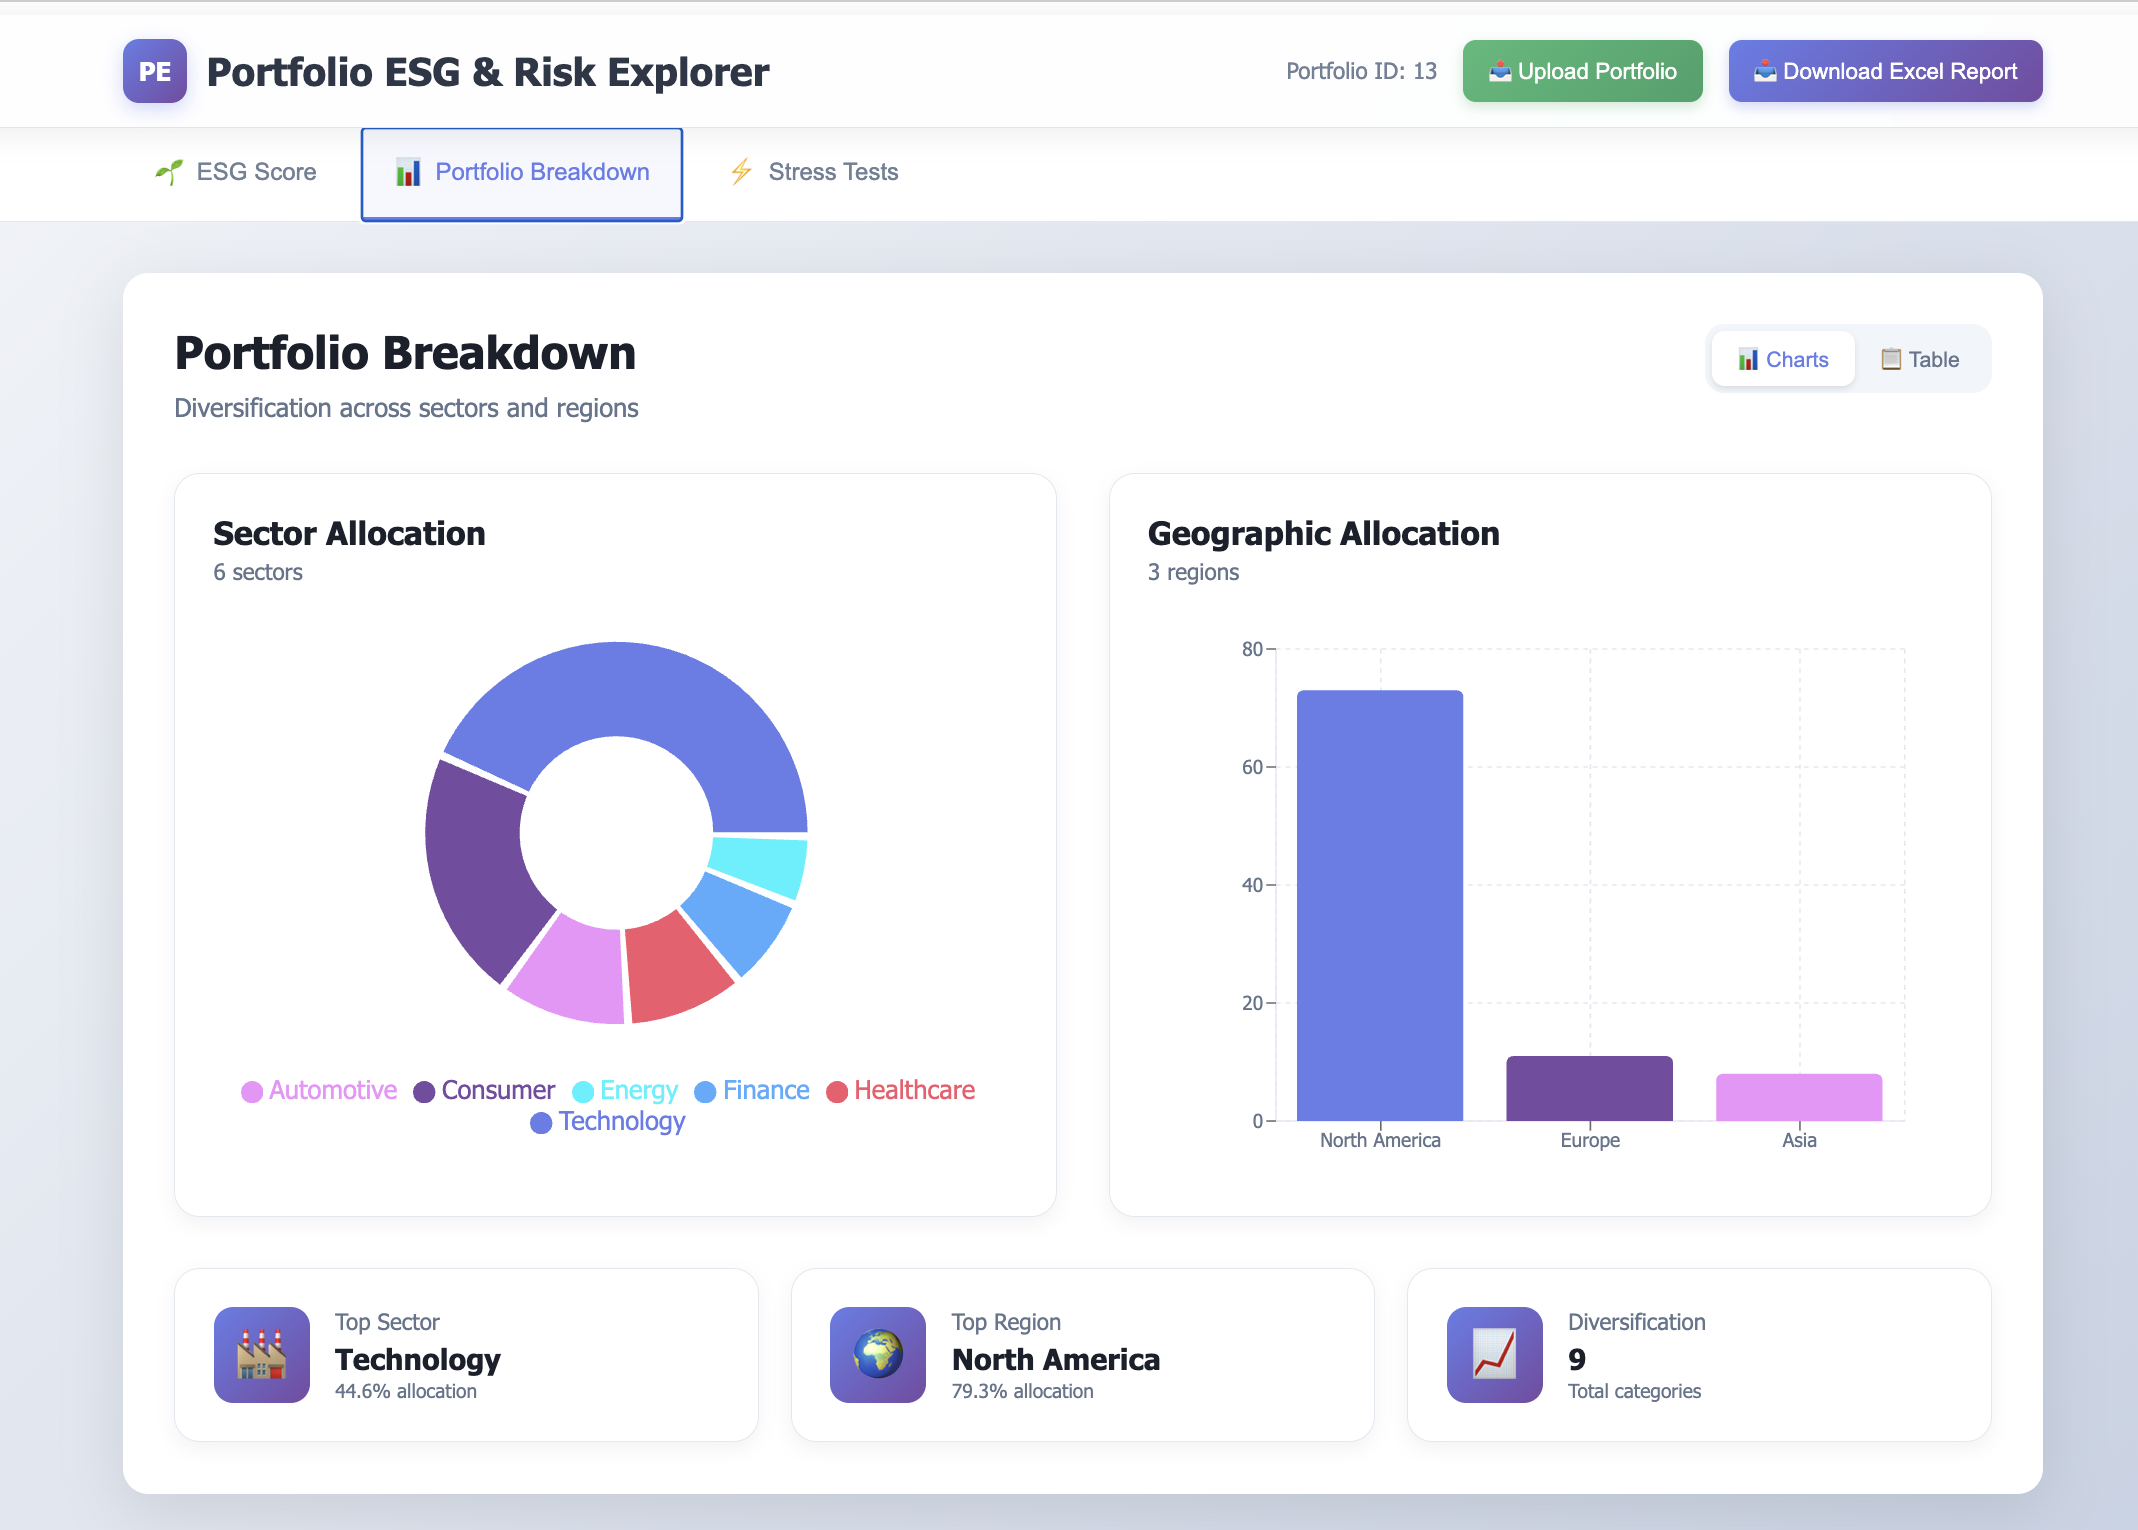 PE
Portfolio ESG & Risk Explorer
Portfolio ID: 13
Upload Portfolio
Download Excel Report
ESG Score
Portfolio Breakdown
Stress Tests
Portfolio Breakdown
Diversification across sectors and regions
Charts
Table
Sector Allocation
6 sectors
Automotive
Consumer
Energy
Finance
Healthcare
Technology
Geographic Allocation
3 regions
80
60
40
20
0
North America
Europe
Asia
Top Sector
Technology
44.6% allocation
Top Region
North America
79.3% allocation
Diversification
9
Total categories